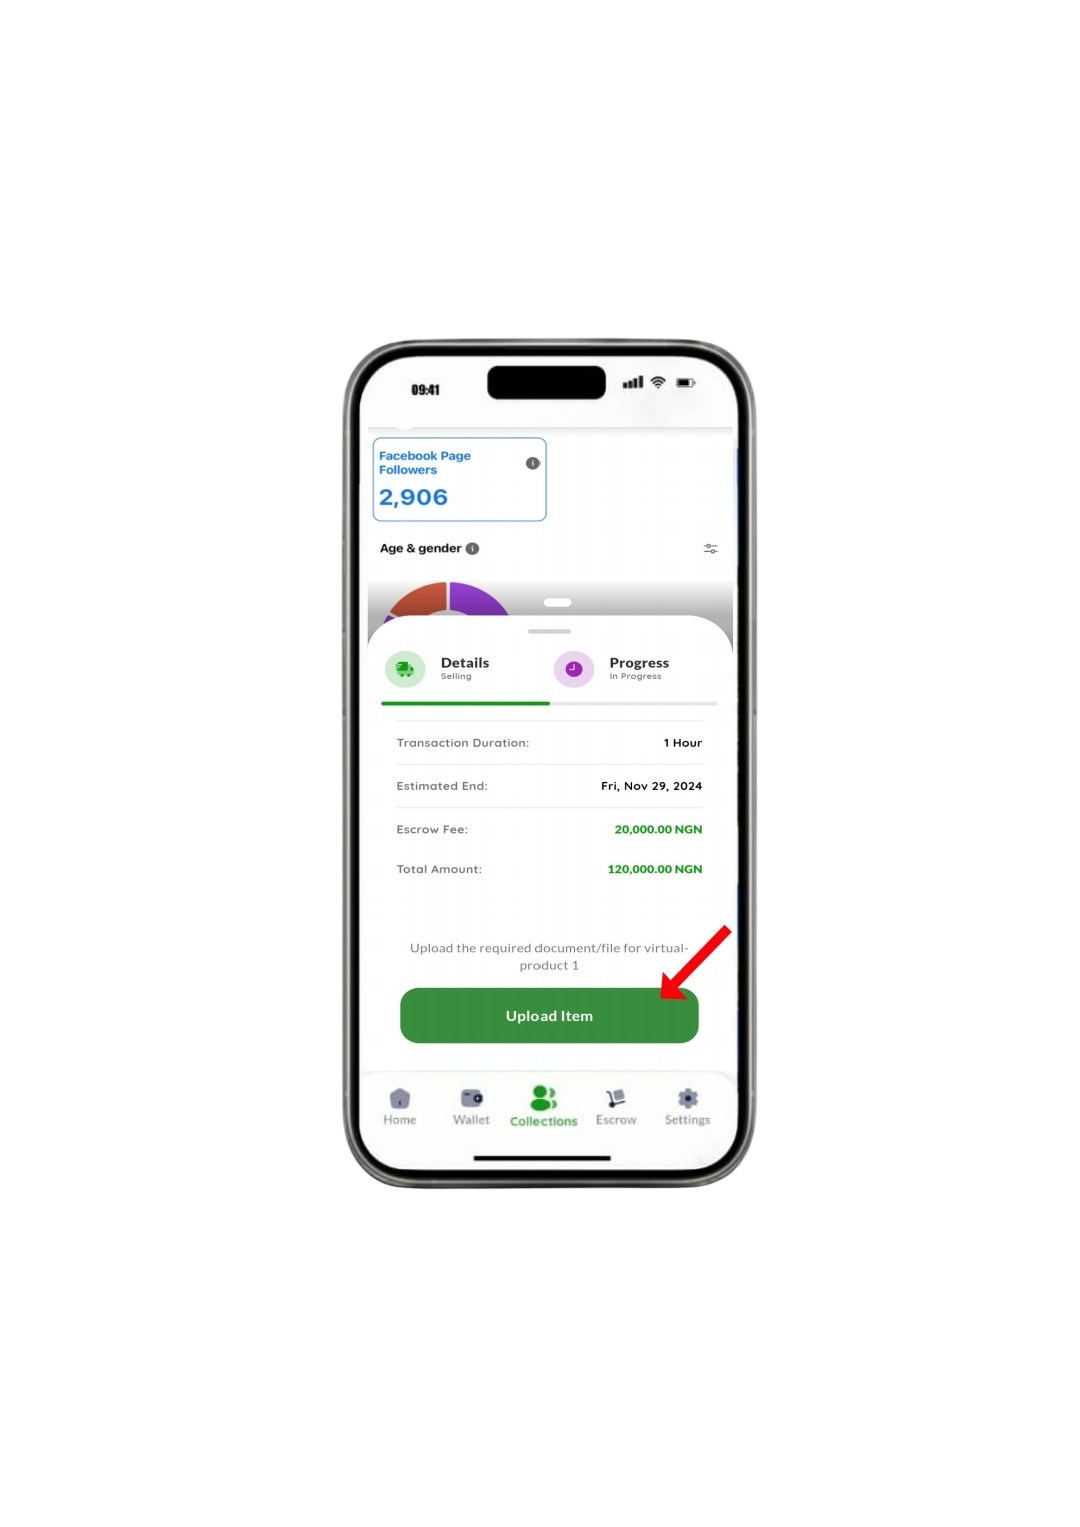 09:41
Facebook Page
Followers
2,906
Age & gender
Details
Selling
Progress
In Progress
Transaction Duration: 1 Hour
Estimated End: Fri, Nov 29, 2024
Escrow Fee: 20,000.00 NGN
Total Amount: 120,000.00 NGN
Upload the required document/file for virtual-
product 1
Upload Item
Home Wallet Collections Escrow Settings